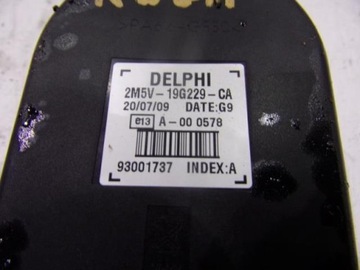 DELPHI
2M5V-19G229-CA
20/07/09 DATE:G9
e13 A-00 0578
93001737 INDEX:A